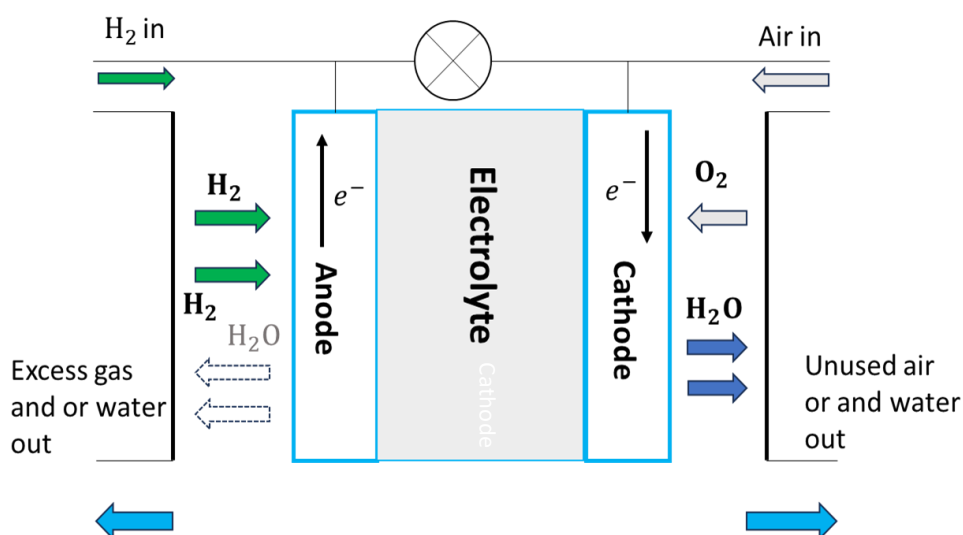 H₂ in
Air in
H₂
e⁻
Electrolyte
e⁻
O₂
Anode
Cathode
H₂
H₂O
H₂O
Cathode
Excess gas
and or water
out
Unused air
or and water
out